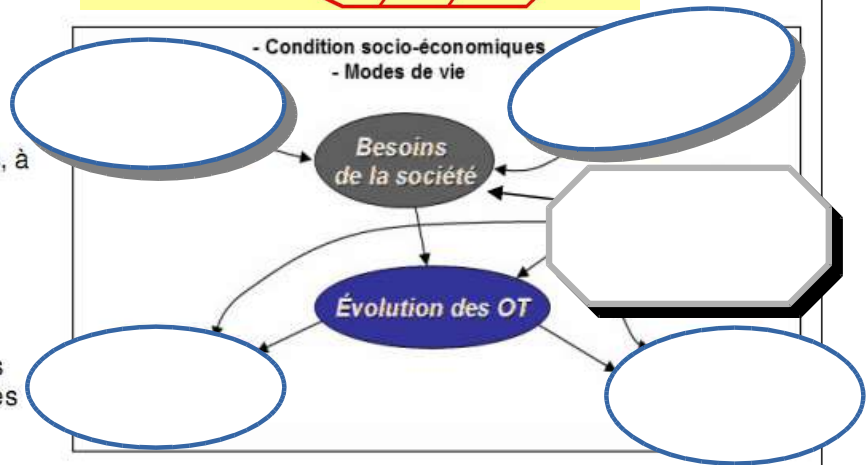 - Condition socio-économiques
- Modes de vie
Besoins
de la société
, à
Évolution des OT